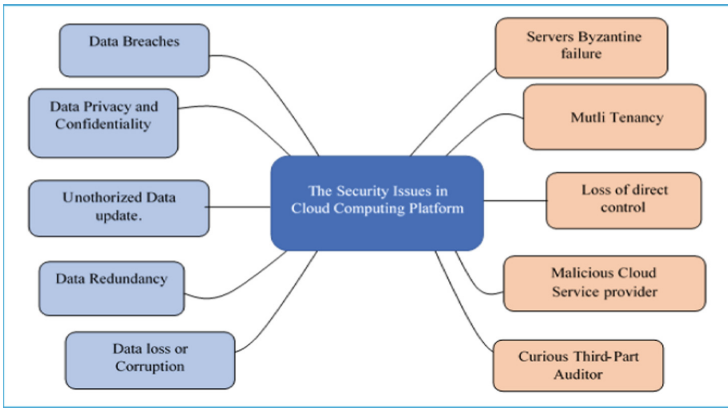 Data Breaches
Data Privacy and
Confidentiality
Unothorized Data
update.
Data Redundancy
Data loss or
Corruption
The Security Issues in
Cloud Computing Platform
Servers Byzantine
failure
Mutli Tenancy
Loss of direct
control
Malicious Cloud
Service provider
Curious Third-Part
Auditor